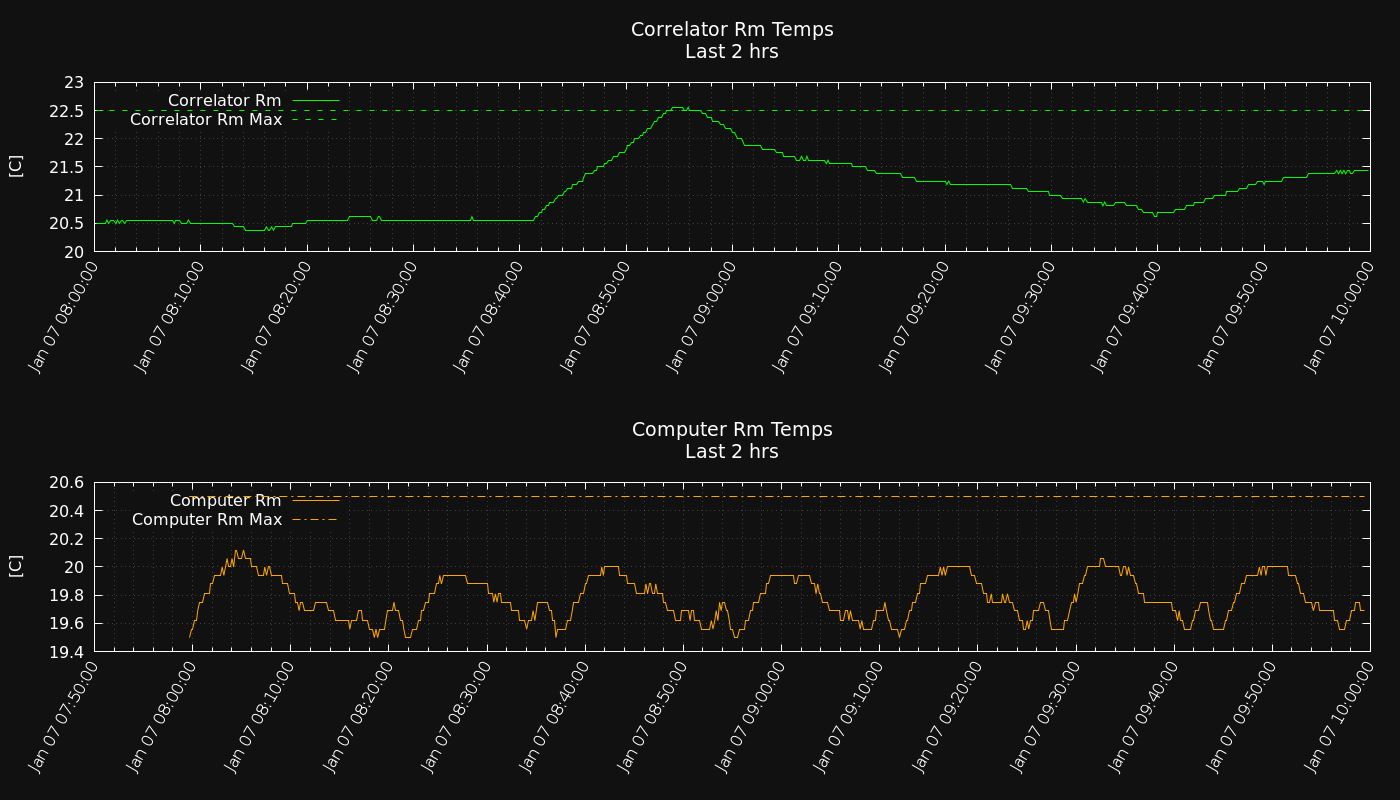 Correlator Rm Temps
Last 2 hrs
23
22.5
22
21.5
21
20.5
20
[C]
Correlator Rm
Correlator Rm Max
Jan 07 08:00:00
Jan 07 08:10:00
Jan 07 08:20:00
Jan 07 08:30:00
Jan 07 08:40:00
Jan 07 08:50:00
Jan 07 09:00:00
Jan 07 09:10:00
Jan 07 09:20:00
Jan 07 09:30:00
Jan 07 09:40:00
Jan 07 09:50:00
Jan 07 10:00:00
Computer Rm Temps
Last 2 hrs
20.6
20.4
20.2
20
19.8
19.6
19.4
[C]
Computer Rm
Computer Rm Max
Jan 07 07:50:00
Jan 07 08:00:00
Jan 07 08:10:00
Jan 07 08:20:00
Jan 07 08:30:00
Jan 07 08:40:00
Jan 07 08:50:00
Jan 07 09:00:00
Jan 07 09:10:00
Jan 07 09:20:00
Jan 07 09:30:00
Jan 07 09:40:00
Jan 07 09:50:00
Jan 07 10:00:00